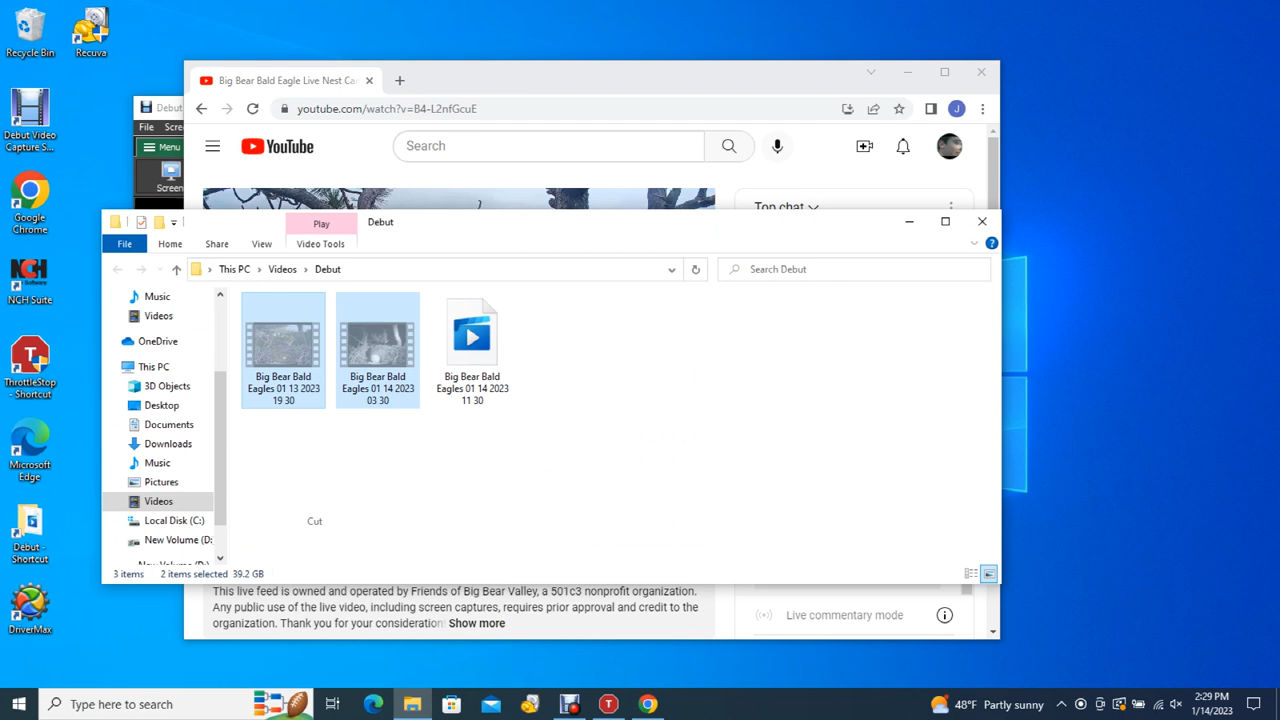 Recycle Bin
Recuva
Debut Video
Capture S...
Google
Chrome
NCH
NCH Suite
ThrottleStop
- Shortcut
Microsoft
Edge
Debut -
Shortcut
DriverMax
Debut
File Scree
Menu
Screen
Big Bear Bald Eagle Live Nest Ca
youtube.com/watch?v=B4-L2nfGcuE
J
YouTube
Search
Top chat
Play
Debut
File Home Share View Video Tools
This PC > Videos > Debut
Search Debut
Music
Videos
OneDrive
This PC
3D Objects
Desktop
Documents
Downloads
Music
Pictures
Videos
Local Disk (C:)
New Volume (D:
Big Bear Bald
Eagles 01 13 2023
19 30
Big Bear Bald
Eagles 01 14 2023
03 30
Big Bear Bald
Eagles 01 14 2023
11 30
Cut
3 items 2 items selected 39.2 GB
This live feed is owned and operated by Friends of Big Bear Valley, a 501c3 nonprofit organization.
Any public use of the live video, including screen captures, requires prior approval and credit to the
organization. Thank you for your consideration! Show more
Live commentary mode
Type here to search
T
48°F Partly sunny
2:29 PM
1/14/2023